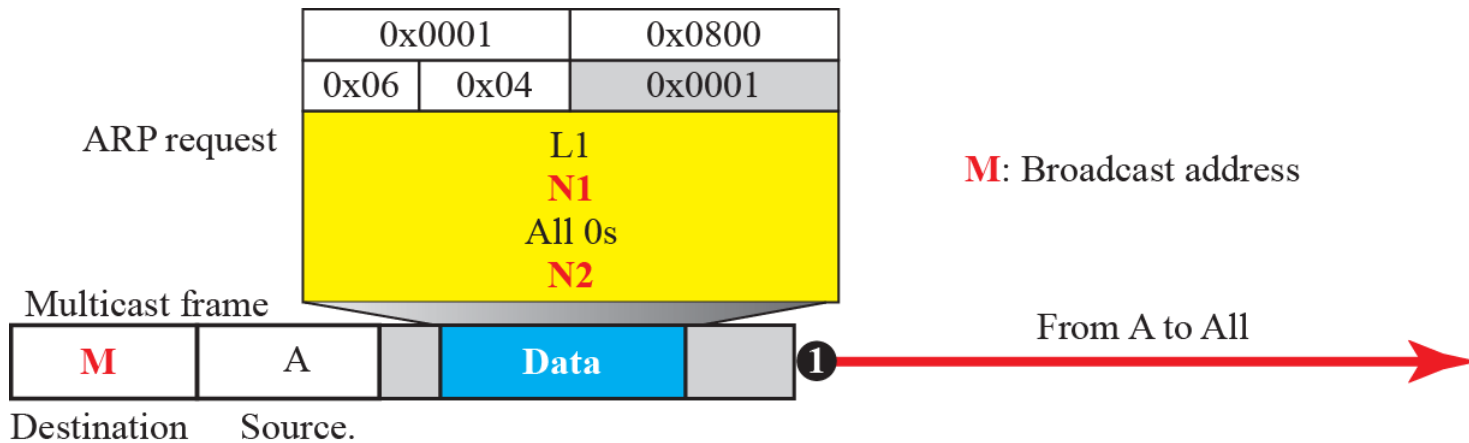 0x0001 0x0800
0x06 0x04 0x0001
ARP request
L1
N1
All 0s
N2
M: Broadcast address
Multicast frame
From A to All
M A Data 1
Destination Source.